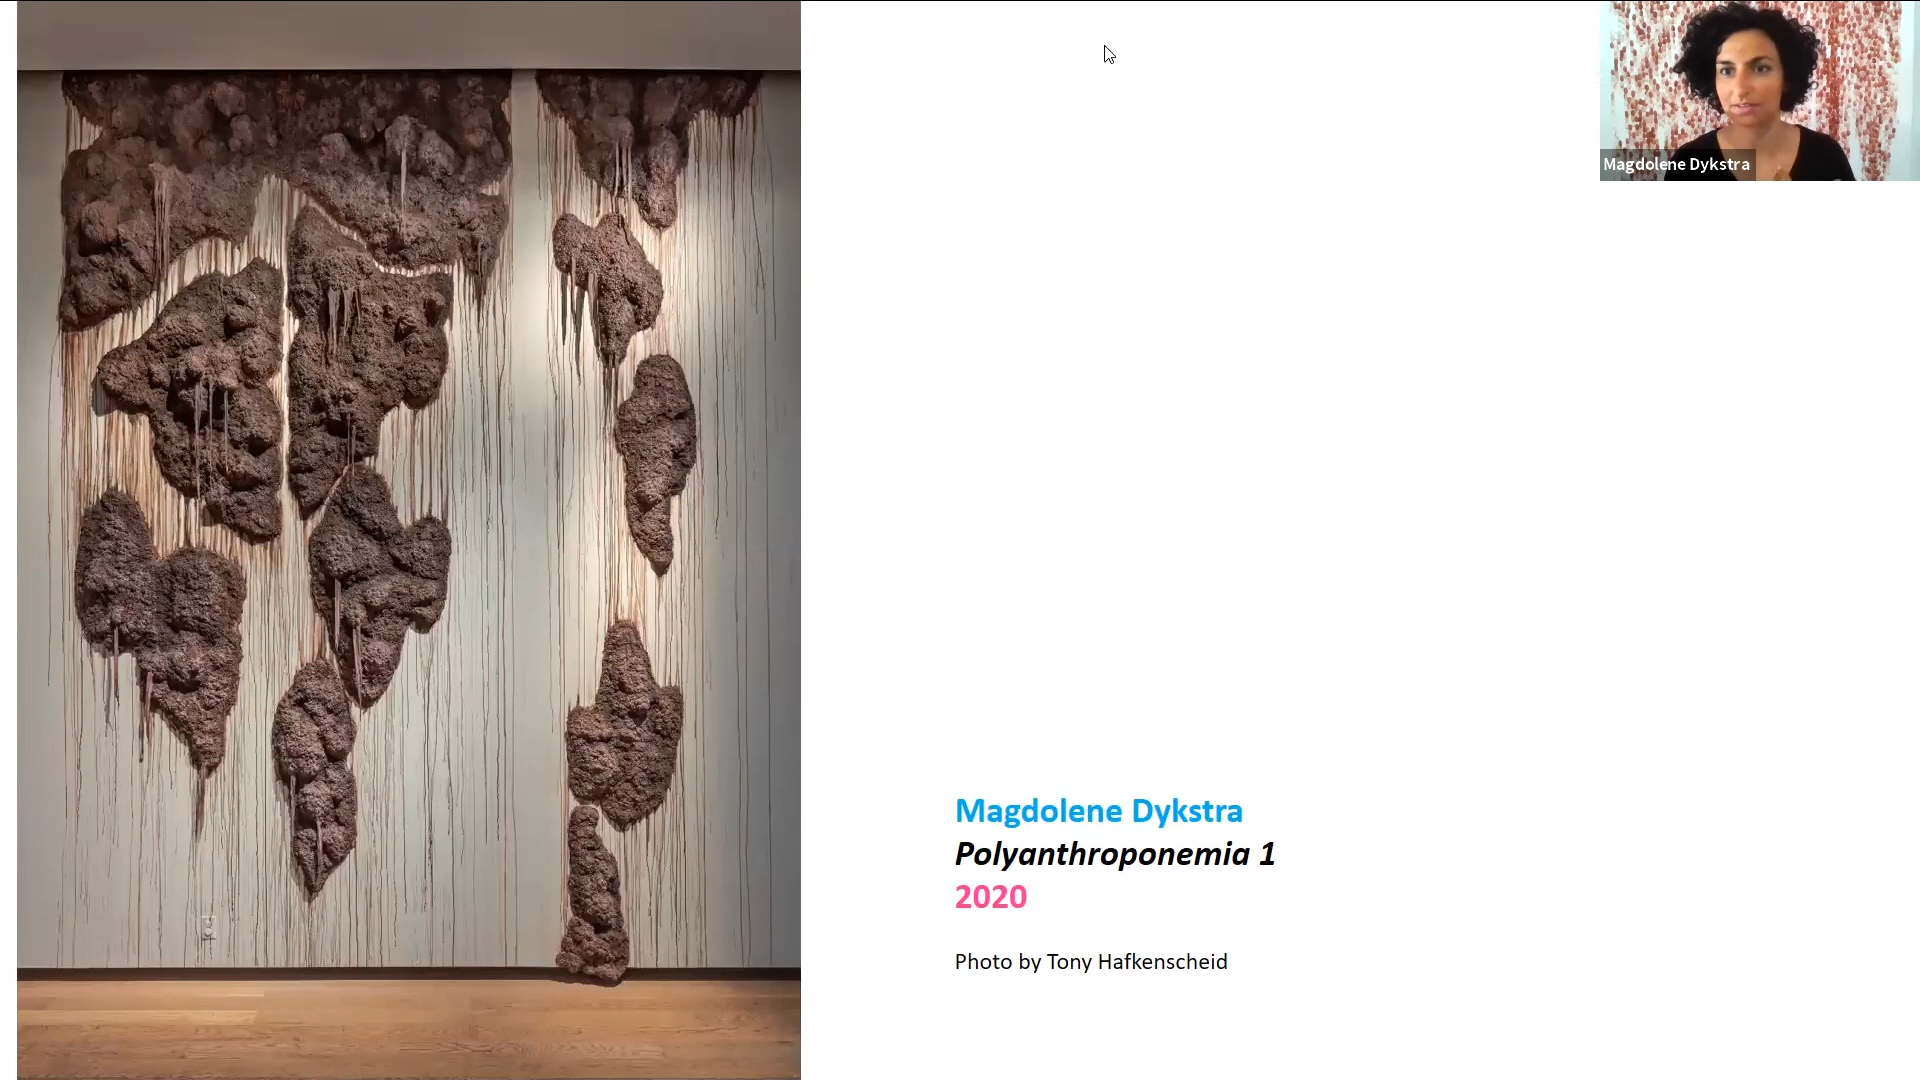 Magdolene Dykstra
Magdolene Dykstra
Polyanthroponemia 1
2020
Photo by Tony Hafkenscheid